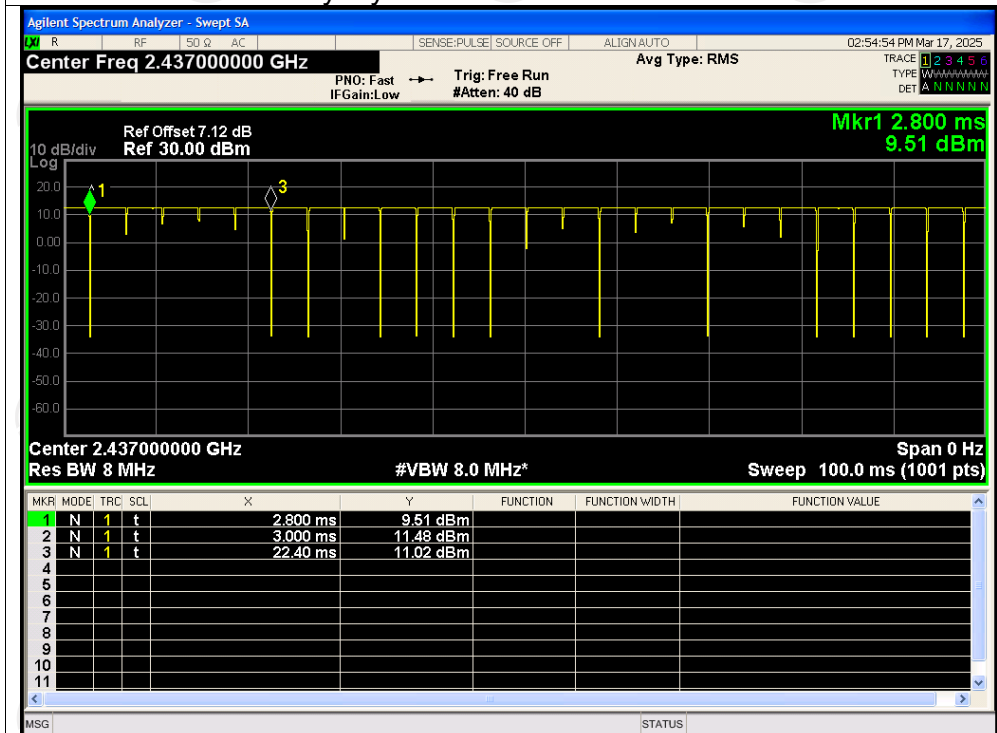 Agilent Spectrum Analyzer - Swept SA
LXI R RF 50 Ω AC SENSE:PULSE SOURCE OFF ALIGN AUTO 02:54:54 PM Mar 17, 2025
Center Freq 2.437000000 GHz Avg Type: RMS TRACE 1 2 3 4 5 6
PNO: Fast Trig: Free Run TYPE W
IFGain:Low #Atten: 40 dB DET A N N N N N
Mkr1 2.800 ms
Ref Offset 7.12 dB 9.51 dBm
10 dB/div Ref 30.00 dBm
Log
20.0
1
3
10.0
0.00
-10.0
-20.0
-30.0
-40.0
-50.0
-60.0
Center 2.437000000 GHz Span 0 Hz
Res BW 8 MHz #VBW 8.0 MHz* Sweep 100.0 ms (1001 pts)
MKR MODE TRC SCL X Y FUNCTION FUNCTION WIDTH FUNCTION VALUE
1 N 1 t 2.800 ms 9.51 dBm
2 N 1 t 3.000 ms 11.48 dBm
3 N 1 t 22.40 ms 11.02 dBm
4
5
6
7
8
9
10
11
MSG STATUS